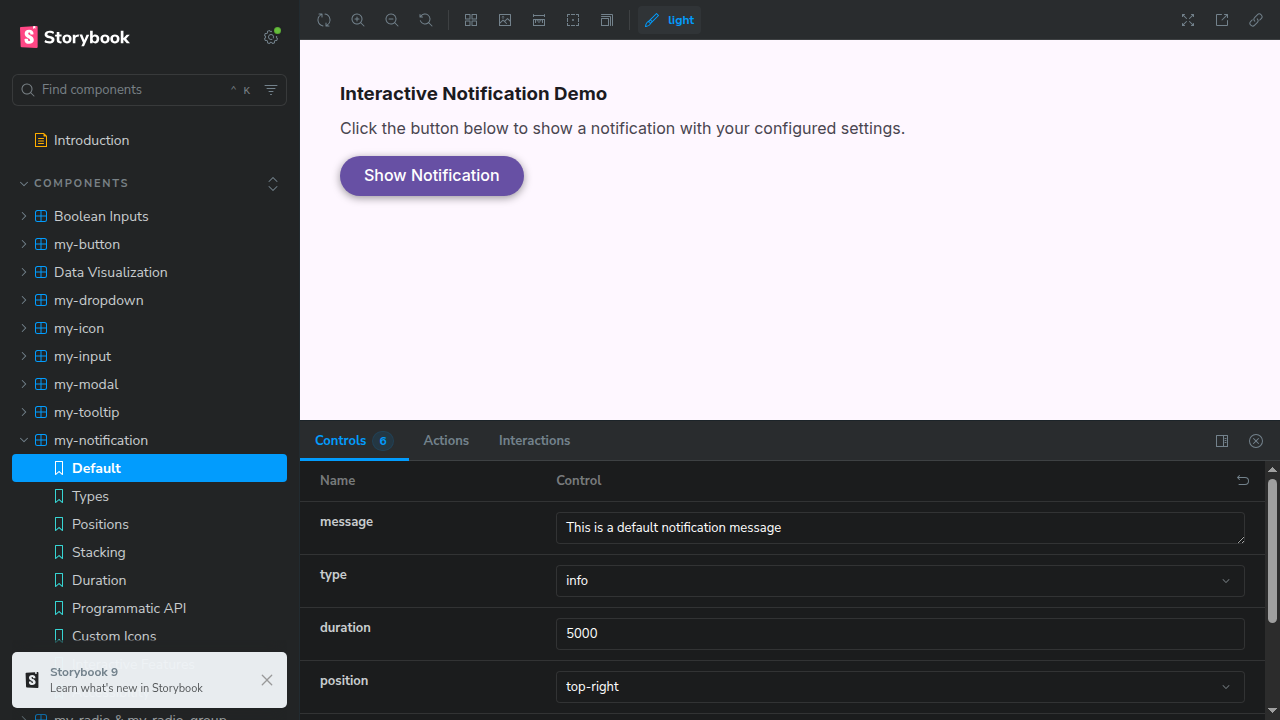 Storybook
Find components
^ K
Introduction
COMPONENTS
Boolean Inputs
my-button
Data Visualization
my-dropdown
my-icon
my-input
my-modal
my-tooltip
my-notification
Default
Types
Positions
Stacking
Duration
Programmatic API
Custom Icons
Storybook 9
Learn what's new in Storybook
my-radio & my-radio-group
light
Interactive Notification Demo
Click the button below to show a notification with your configured settings.
Show Notification
Controls 6
Actions
Interactions
Name
Control
message
This is a default notification message
type
info
duration
5000
position
top-right